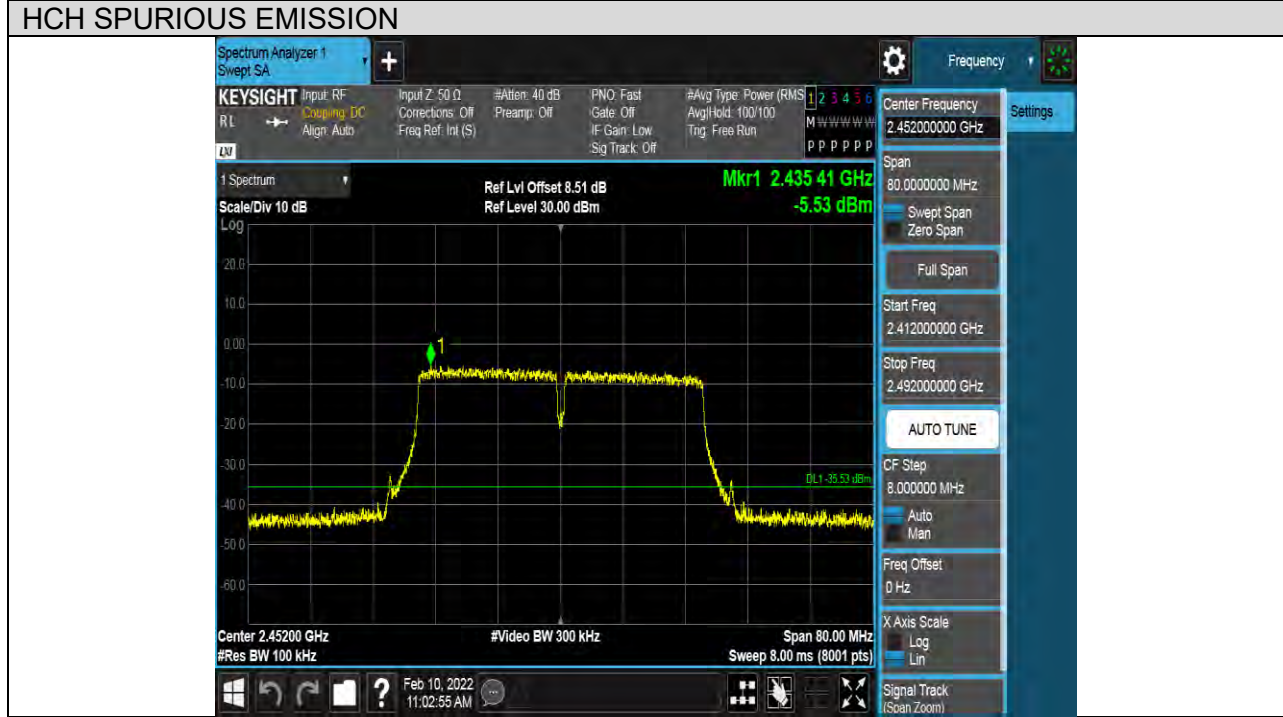 HCH SPURIOUS EMISSION
Spectrum Analyzer 1
Swept SA
+
Frequency
KEYSIGHT
RL
LXI
Input: RF
Coupling: DC
Align: Auto
Input Z: 50 Ω
Corrections: Off
Freq Ref: Int (S)
#Atten: 40 dB
Preamp: Off
PNO: Fast
Gate: Off
IF Gain: Low
Sig Track: Off
#Avg Type: Power (RMS
Avg|Hold: 100/100
Trig: Free Run
1 2 3 4 5 6
M W W W W W
P P P P P P
1 Spectrum
Scale/Div 10 dB
Ref Lvl Offset 8.51 dB
Ref Level 30.00 dBm
Mkr1 2.435 41 GHz
-5.53 dBm
Log
20.0
10.0
0.00
-10.0
-20.0
-30.0
-40.0
-50.0
-60.0
1
DL1 -35.53 dBm
Center 2.45200 GHz
#Res BW 100 kHz
#Video BW 300 kHz
Span 80.00 MHz
Sweep 8.00 ms (8001 pts)
Feb 10, 2022
11:02:55 AM
?
Center Frequency
2.452000000 GHz
Settings
Span
80.0000000 MHz
Swept Span
Zero Span
Full Span
Start Freq
2.412000000 GHz
Stop Freq
2.492000000 GHz
AUTO TUNE
CF Step
8.000000 MHz
Auto
Man
Freq Offset
0 Hz
X Axis Scale
Log
Lin
Signal Track
(Span Zoom)